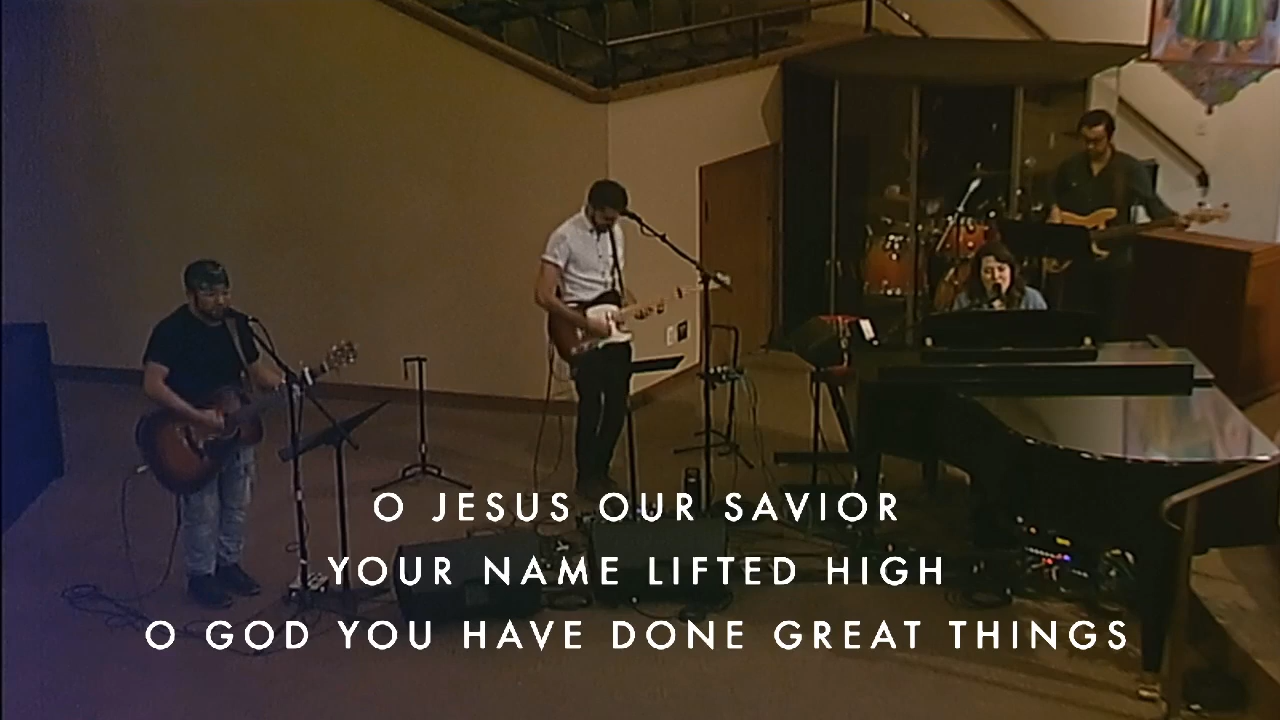 O JESUS OUR SAVIOR
YOUR NAME LIFTED HIGH
O GOD YOU HAVE DONE GREAT THINGS